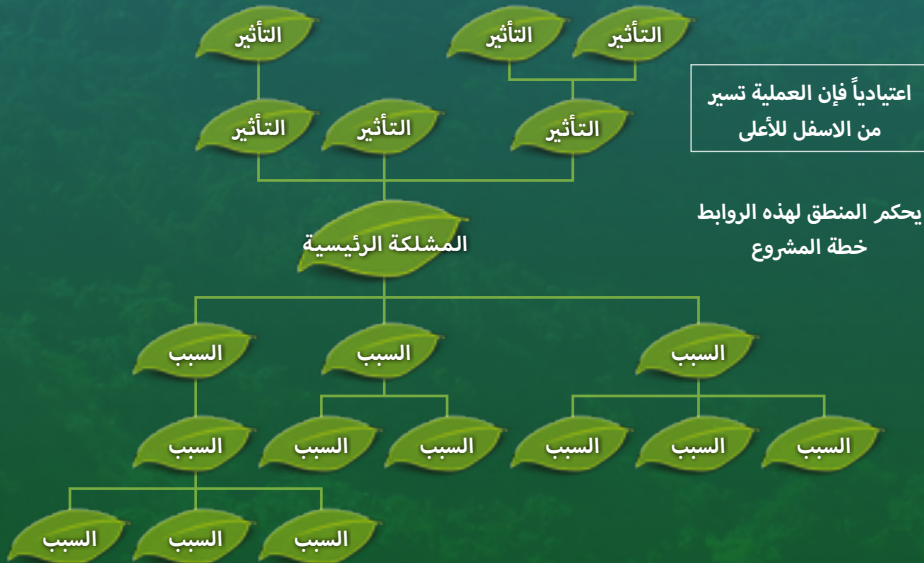 التأثير
التأثير
التأثير
اعتيادياً فإن العملية تسير
من الاسفل للأعلى
التأثير
التأثير
التأثير
يحكم المنطق لهذه الروابط
خطة المشروع
المشلكة الرئيسية
السبب
السبب
السبب
السبب
السبب
السبب
السبب
السبب
السبب
السبب
السبب
السبب